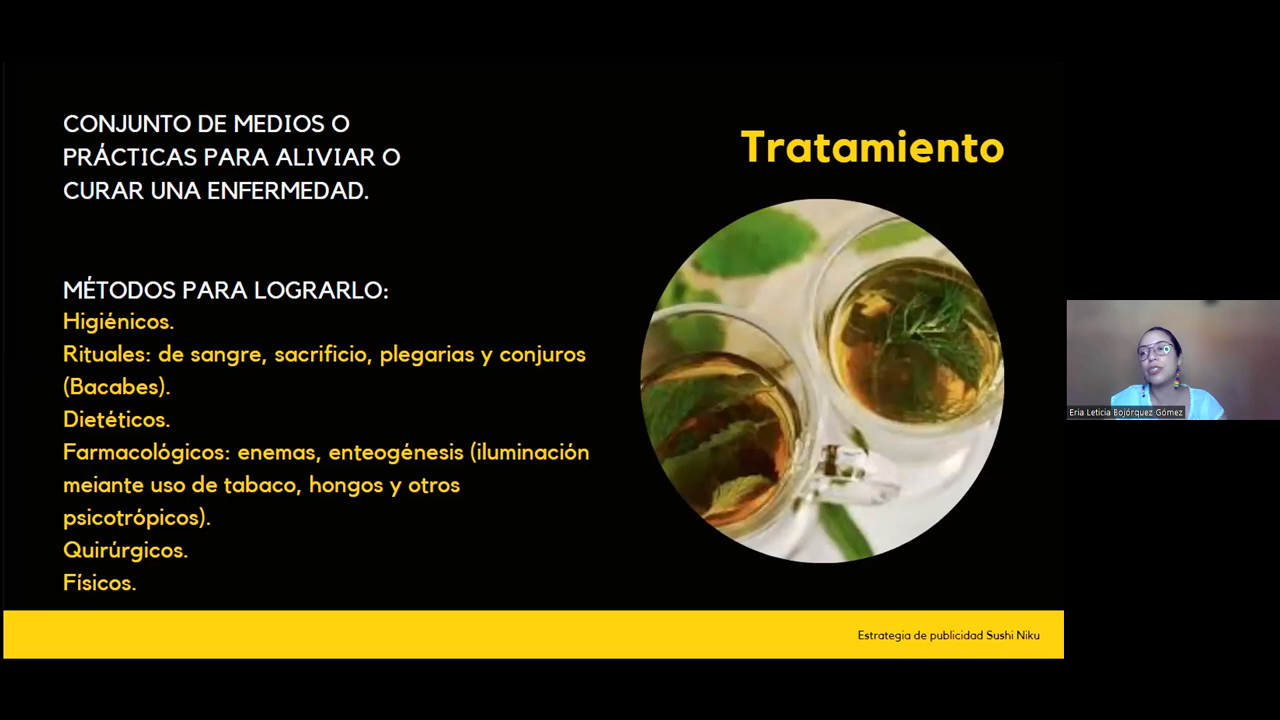 CONJUNTO DE MEDIOS O
PRÁCTICAS PARA ALIVIAR O
CURAR UNA ENFERMEDAD.
Tratamiento
MÉTODOS PARA LOGRARLO:
Higiénicos.
Rituales: de sangre, sacrificio, plegarias y conjuros
(Bacabes).
Dietéticos.
Farmacológicos: enemas, enteogénesis (iluminación
meiante uso de tabaco, hongos y otros
psicotrópicos).
Quirúrgicos.
Físicos.
Estrategia de publicidad Sushi Niku
Eria Leticia Bojórquez Gómez